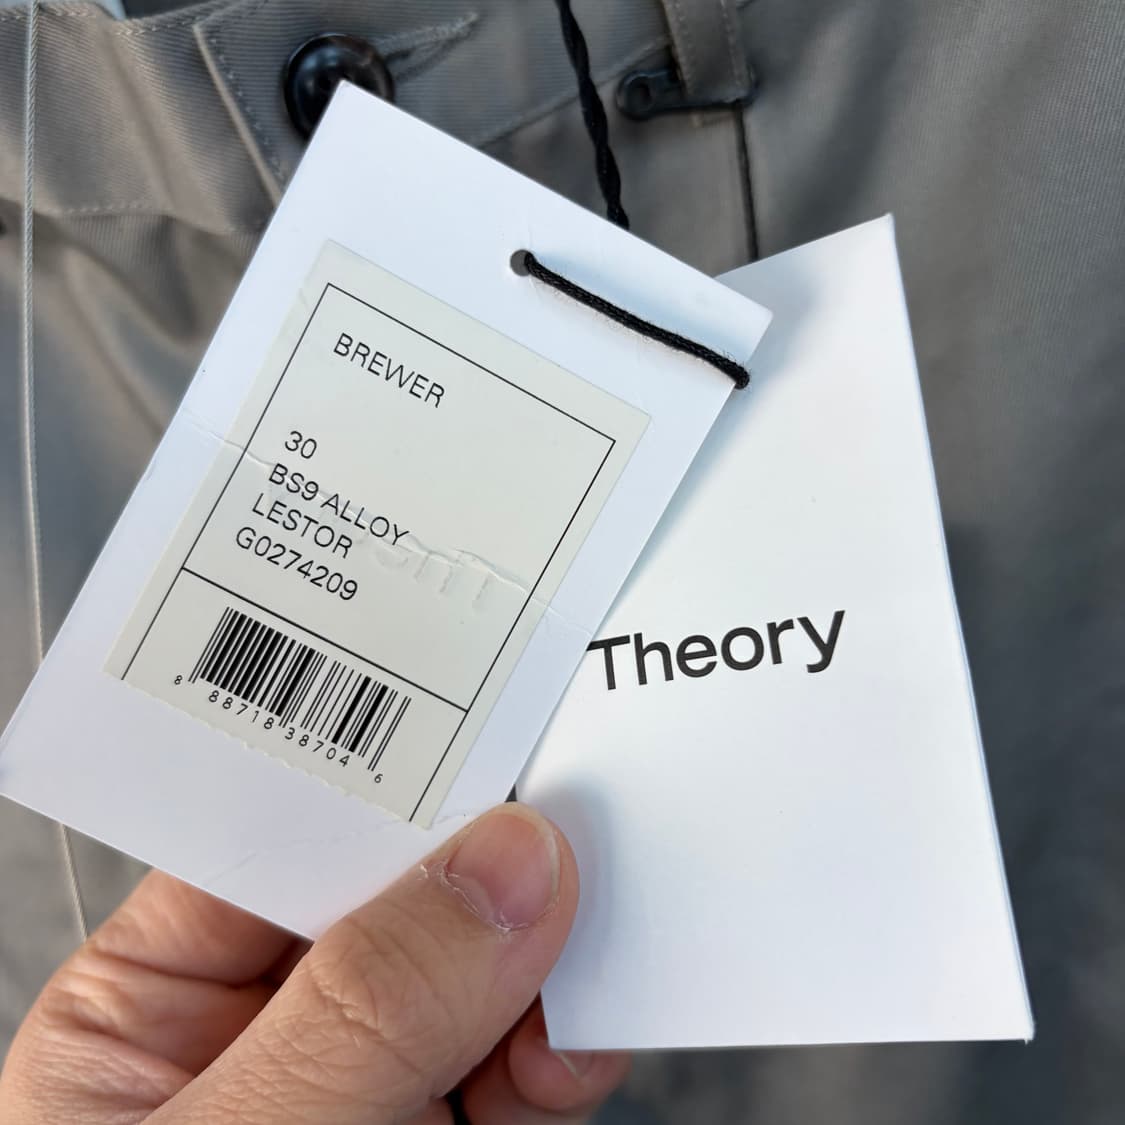 BREWER
30
BS9 ALLOY
LESTOR
G0274209
8 88718 38704 6
Theory